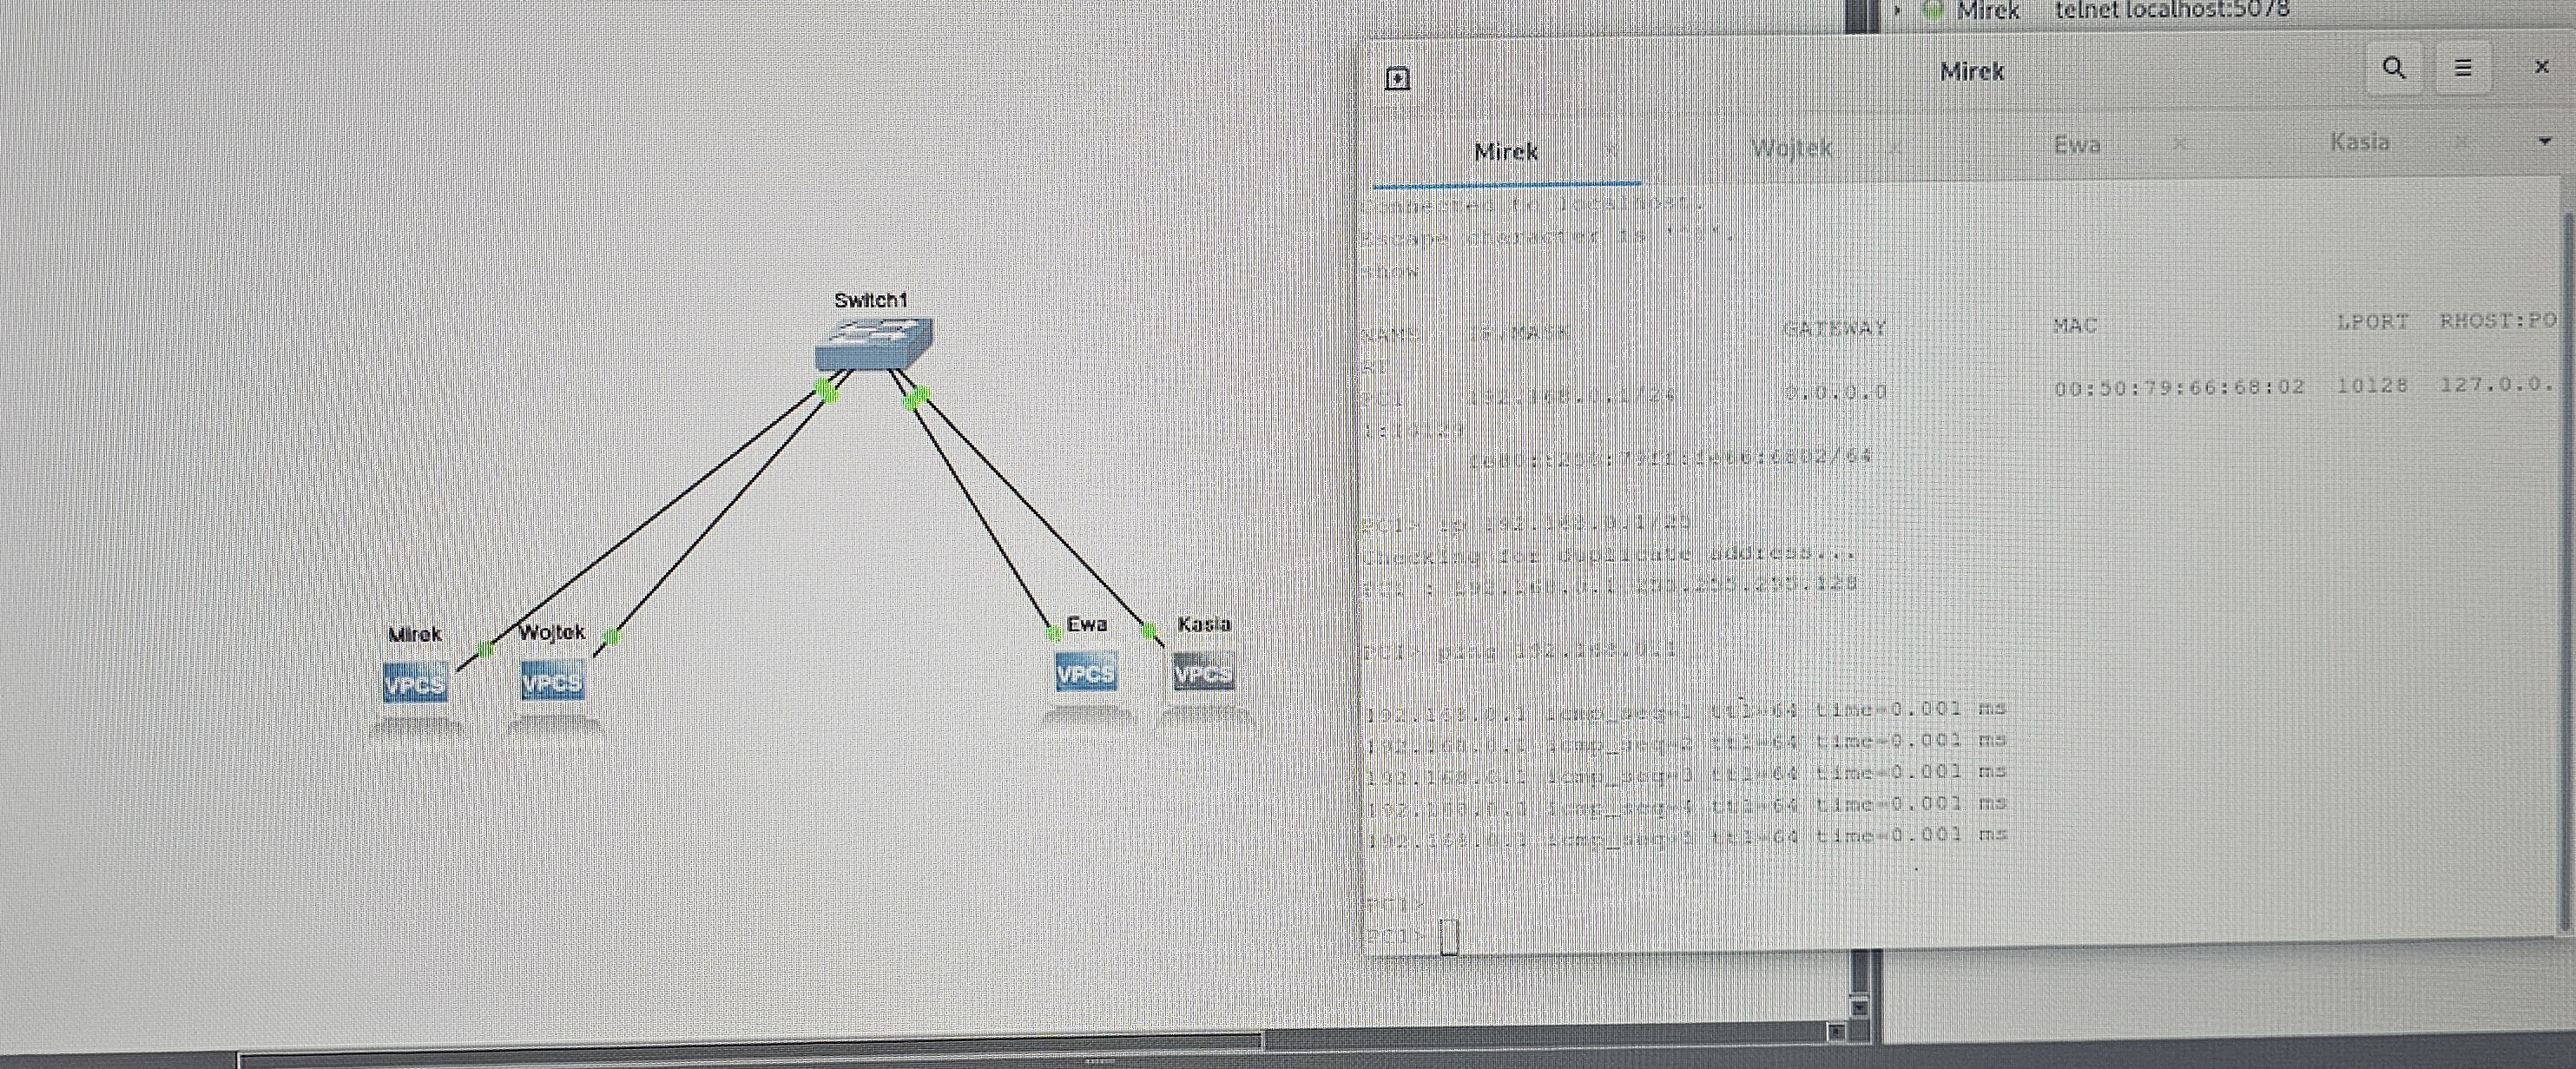 Mirek telnet localhost:5078
Mirek
Mirek Wojtek Ewa Kasia
Connected to localhost.
Escape character is '^]'.
show
NAME IP/MASK GATEWAY MAC LPORT RHOST:PO
RT
PC1 192.168.0.1/24 0.0.0.0 00:50:79:66:68:02 10128 127.0.0.
fe80::250:79ff:fe66:6802/64
PC1> ip 192.168.0.1/25
Checking for duplicate address...
PC1 : 192.168.0.1 255.255.255.128
PC1> ping 192.168.0.1
192.168.0.1 icmp_seq=1 ttl=64 time=0.001 ms
192.168.0.1 icmp_seq=2 ttl=64 time=0.001 ms
192.168.0.1 icmp_seq=3 ttl=64 time=0.001 ms
192.168.0.1 icmp_seq=4 ttl=64 time=0.001 ms
192.168.0.1 icmp_seq=5 ttl=64 time=0.001 ms
PC1>
PC1>
Switch1
Mirek Wojtek Ewa Kasia
VPCS VPCS VPCS VPCS